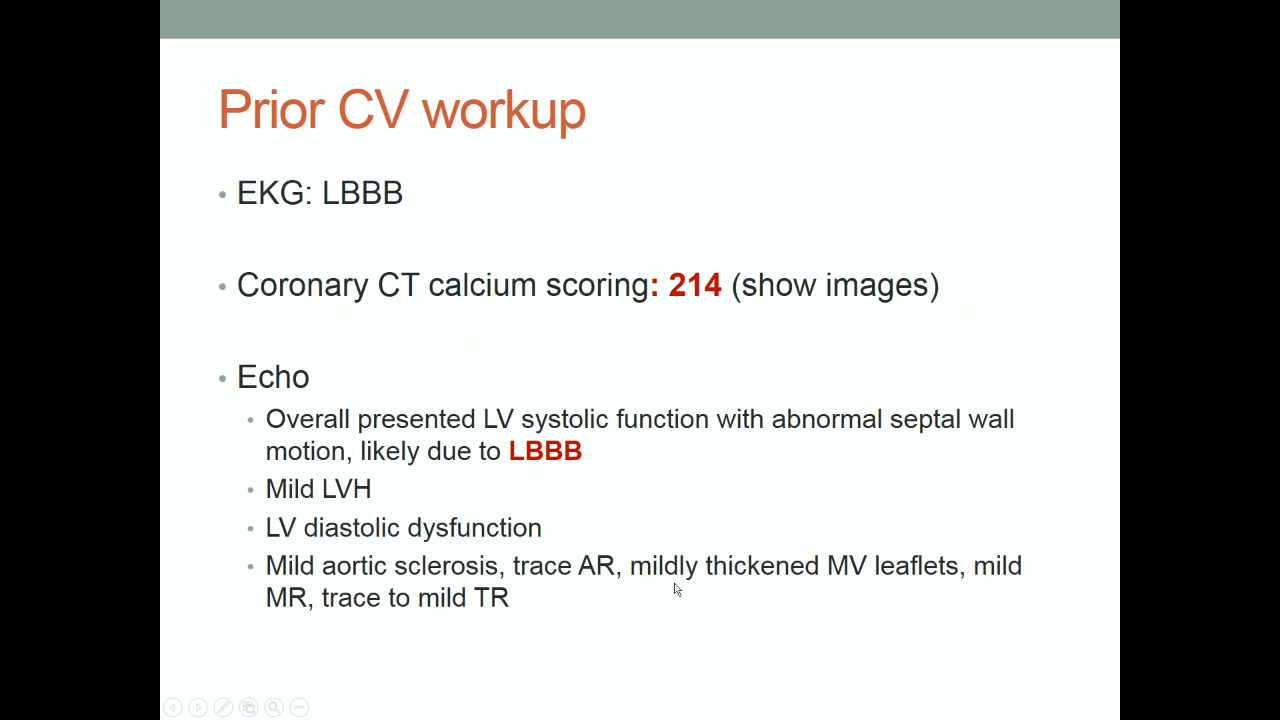 Prior CV workup
• EKG: LBBB
• Coronary CT calcium scoring: 214 (show images)
• Echo
• Overall presented LV systolic function with abnormal septal wall
motion, likely due to LBBB
• Mild LVH
• LV diastolic dysfunction
• Mild aortic sclerosis, trace AR, mildly thickened MV leaflets, mild
MR, trace to mild TR